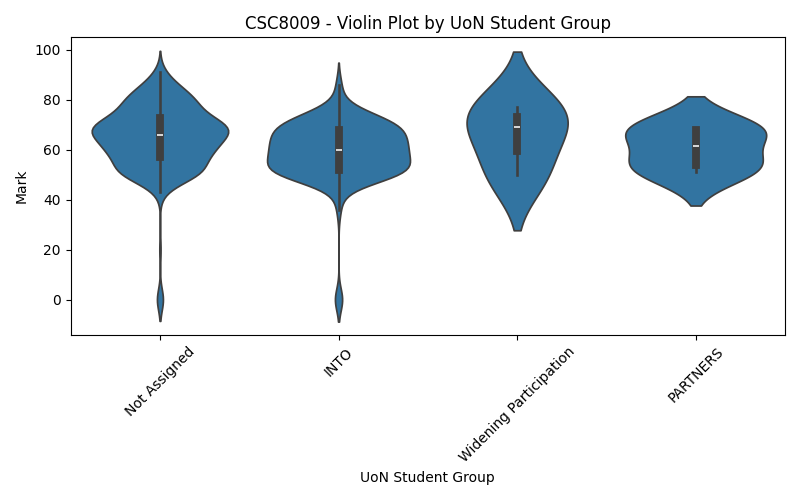 CSC8009 - Violin Plot by UoN Student Group
100
80
60
40
20
0
Mark
Not Assigned
INTO
Widening Participation
PARTNERS
UoN Student Group